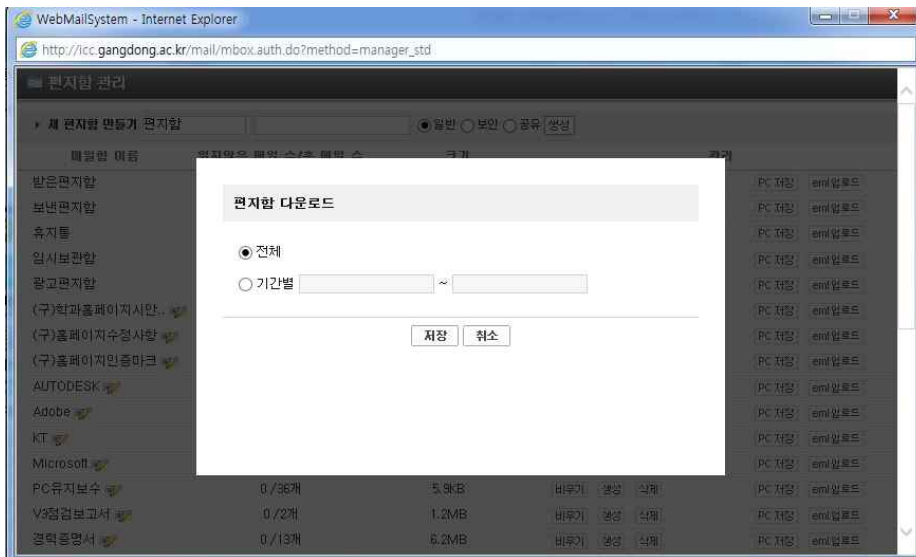 WebMailSystem - Internet Explorer
http://icc.gangdong.ac.kr/mail/mbox.auth.do?method=manager_std
편지함 관리
새 편지함 만들기 편지함 일반 보안 공유 생성
메일함 이름 읽지않은 메일 수/총 메일 수 크기 관리
받은편지함 PC 저장 eml업로드
보낸편지함 PC 저장 eml업로드
휴지통 PC 저장 eml업로드
임시보관함 PC 저장 eml업로드
광고편지함 PC 저장 eml업로드
(구)학과홈페이지시안.. PC 저장 eml업로드
(구)홈페이지수정사항 PC 저장 eml업로드
(구)홈페이지인증마크 PC 저장 eml업로드
AUTODESK PC 저장 eml업로드
Adobe PC 저장 eml업로드
KT PC 저장 eml업로드
Microsoft PC 저장 eml업로드
PC유지보수 0 /36개 5.9KB 비우기 생성 삭제 PC 저장 eml업로드
V3점검보고서 0 /2개 1.2MB 비우기 생성 삭제 PC 저장 eml업로드
경력증명서 0 /13개 6.2MB 비우기 생성 삭제 PC 저장 eml업로드
편지함 다운로드
전체
기간별 ~
저장 취소